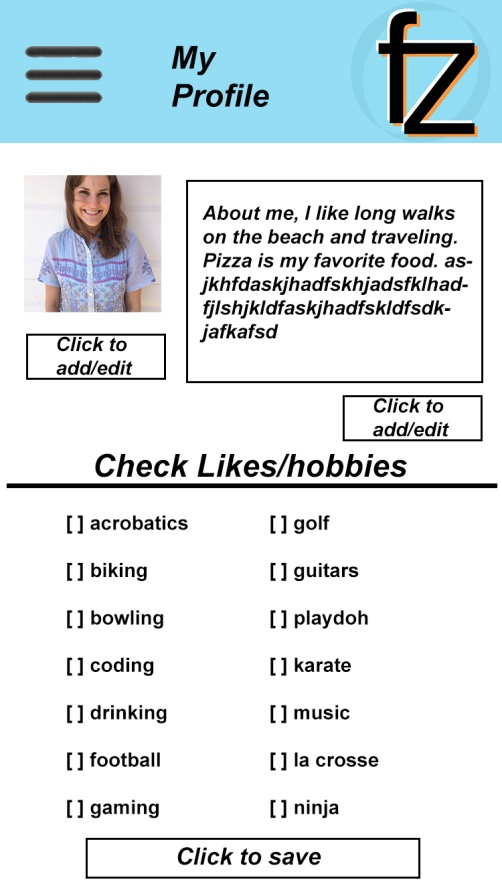 My
Profile
fz
About me, I like long walks
on the beach and traveling.
Pizza is my favorite food. as-
jkhfdaskjhadfskhjadsfklhad-
fjlshjkldfaskjhadfskldfsdk-
jafkafsd
Click to
add/edit
Click to
add/edit
Check Likes/hobbies
[ ] acrobatics
[ ] golf
[ ] biking
[ ] guitars
[ ] bowling
[ ] playdoh
[ ] coding
[ ] karate
[ ] drinking
[ ] music
[ ] football
[ ] la crosse
[ ] gaming
[ ] ninja
Click to save